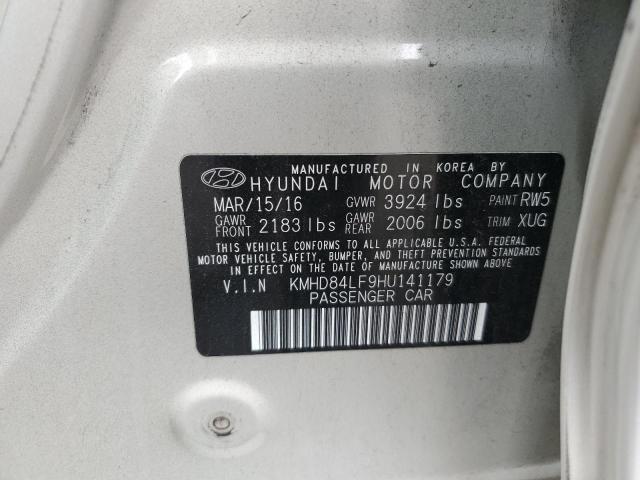 MANUFACTURED IN KOREA BY
HYUNDAI MOTOR COMPANY
MAR/15/16 GVWR 3924 lbs PAINT RW5
GAWR FRONT 2183 lbs GAWR REAR 2006 lbs TRIM XUG
THIS VEHICLE CONFORMS TO ALL APPLICABLE U.S.A. FEDERAL
MOTOR VEHICLE SAFETY, BUMPER, AND THEFT PREVENTION STANDARDS
IN EFFECT ON THE DATE OF MANUFACTURE SHOWN ABOVE.
V.I.N KMHD84LF9HU141179
PASSENGER CAR